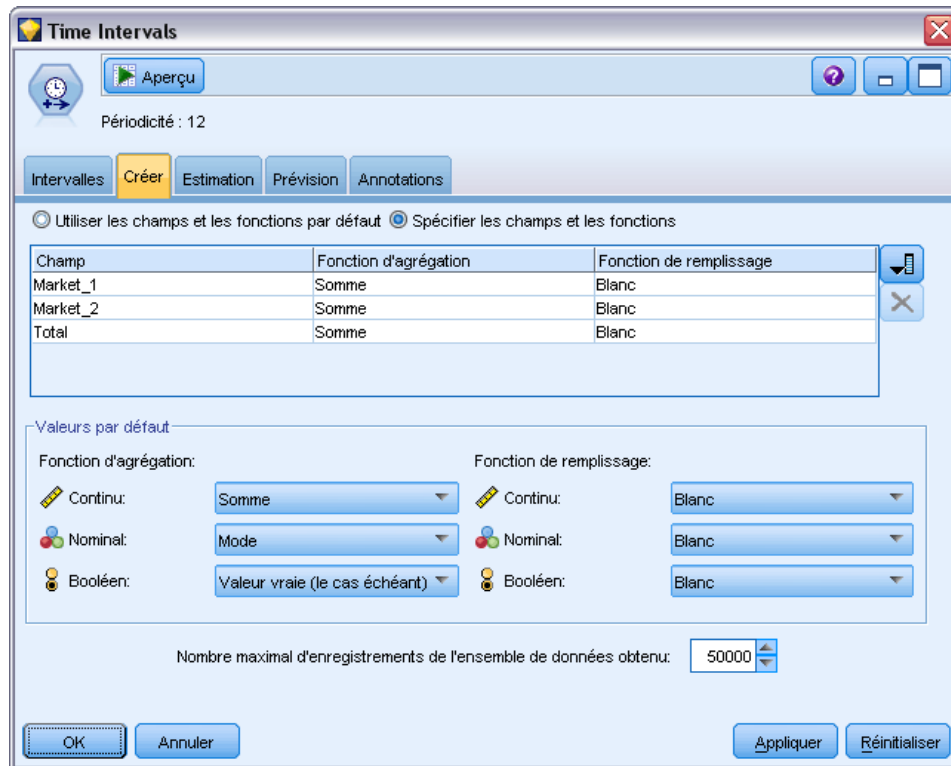 Time Intervals
Aperçu
Périodicité : 12
Intervalles Créer Estimation Prévision Annotations
Utiliser les champs et les fonctions par défaut Spécifier les champs et les fonctions
Champ Fonction d'agrégation Fonction de remplissage
Market_1 Somme Blanc
Market_2 Somme Blanc
Total Somme Blanc
Valeurs par défaut
Fonction d'agrégation: Fonction de remplissage:
Continu: Somme Continu: Blanc
Nominal: Mode Nominal: Blanc
Booléen: Valeur vraie (le cas échéant) Booléen: Blanc
Nombre maximal d'enregistrements de l'ensemble de données obtenu: 50000
OK Annuler Appliquer Réinitialiser